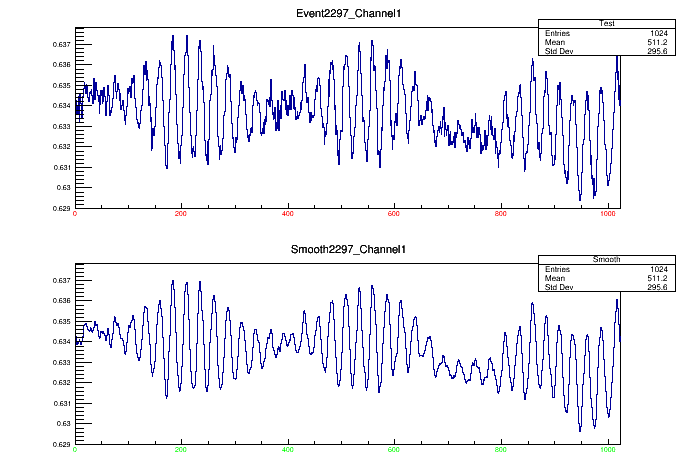 Event2297_Channel1
Test
Entries 1024
Mean 511.2
Std Dev 295.6
0.637
0.636
0.635
0.634
0.633
0.632
0.631
0.63
0.629
0 200 400 600 800 1000
Smooth2297_Channel1
Smooth
Entries 1024
Mean 511.2
Std Dev 295.6
0.637
0.636
0.635
0.634
0.633
0.632
0.631
0.63
0.629
0 200 400 600 800 1000